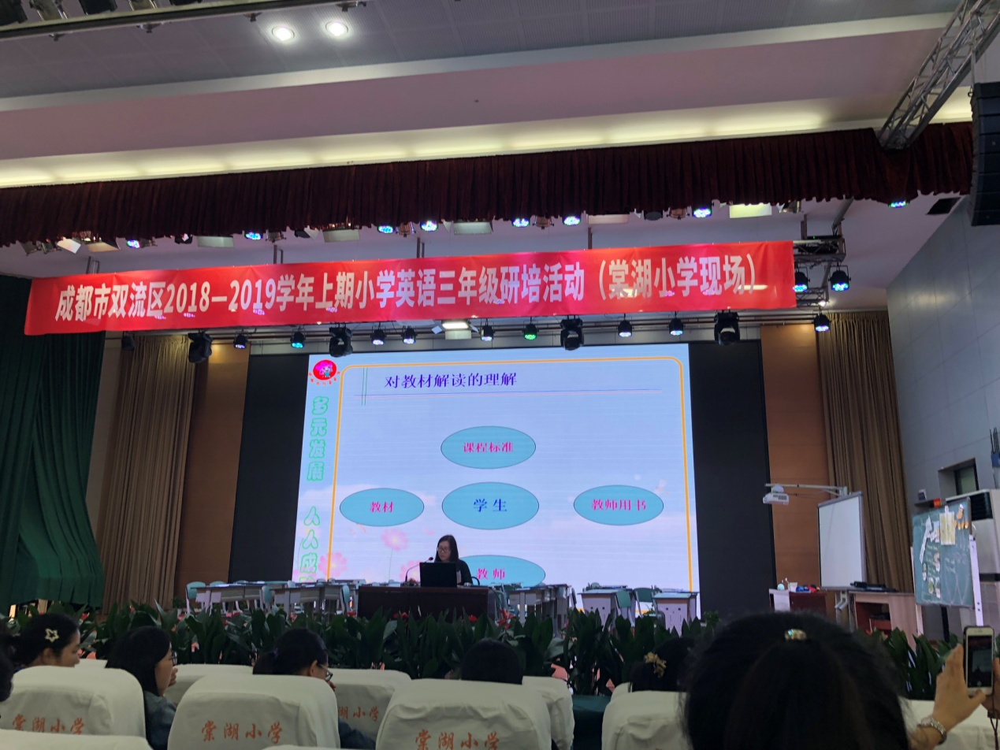 成都市双流区2018—2019学年上期小学英语三年级研培活动（棠湖小学现场）
对教材解读的理解
多元发展
人人成
课程标准
教材
学生
教师用书
教师
棠湖小学
棠湖小学
湖小学
棠湖小学